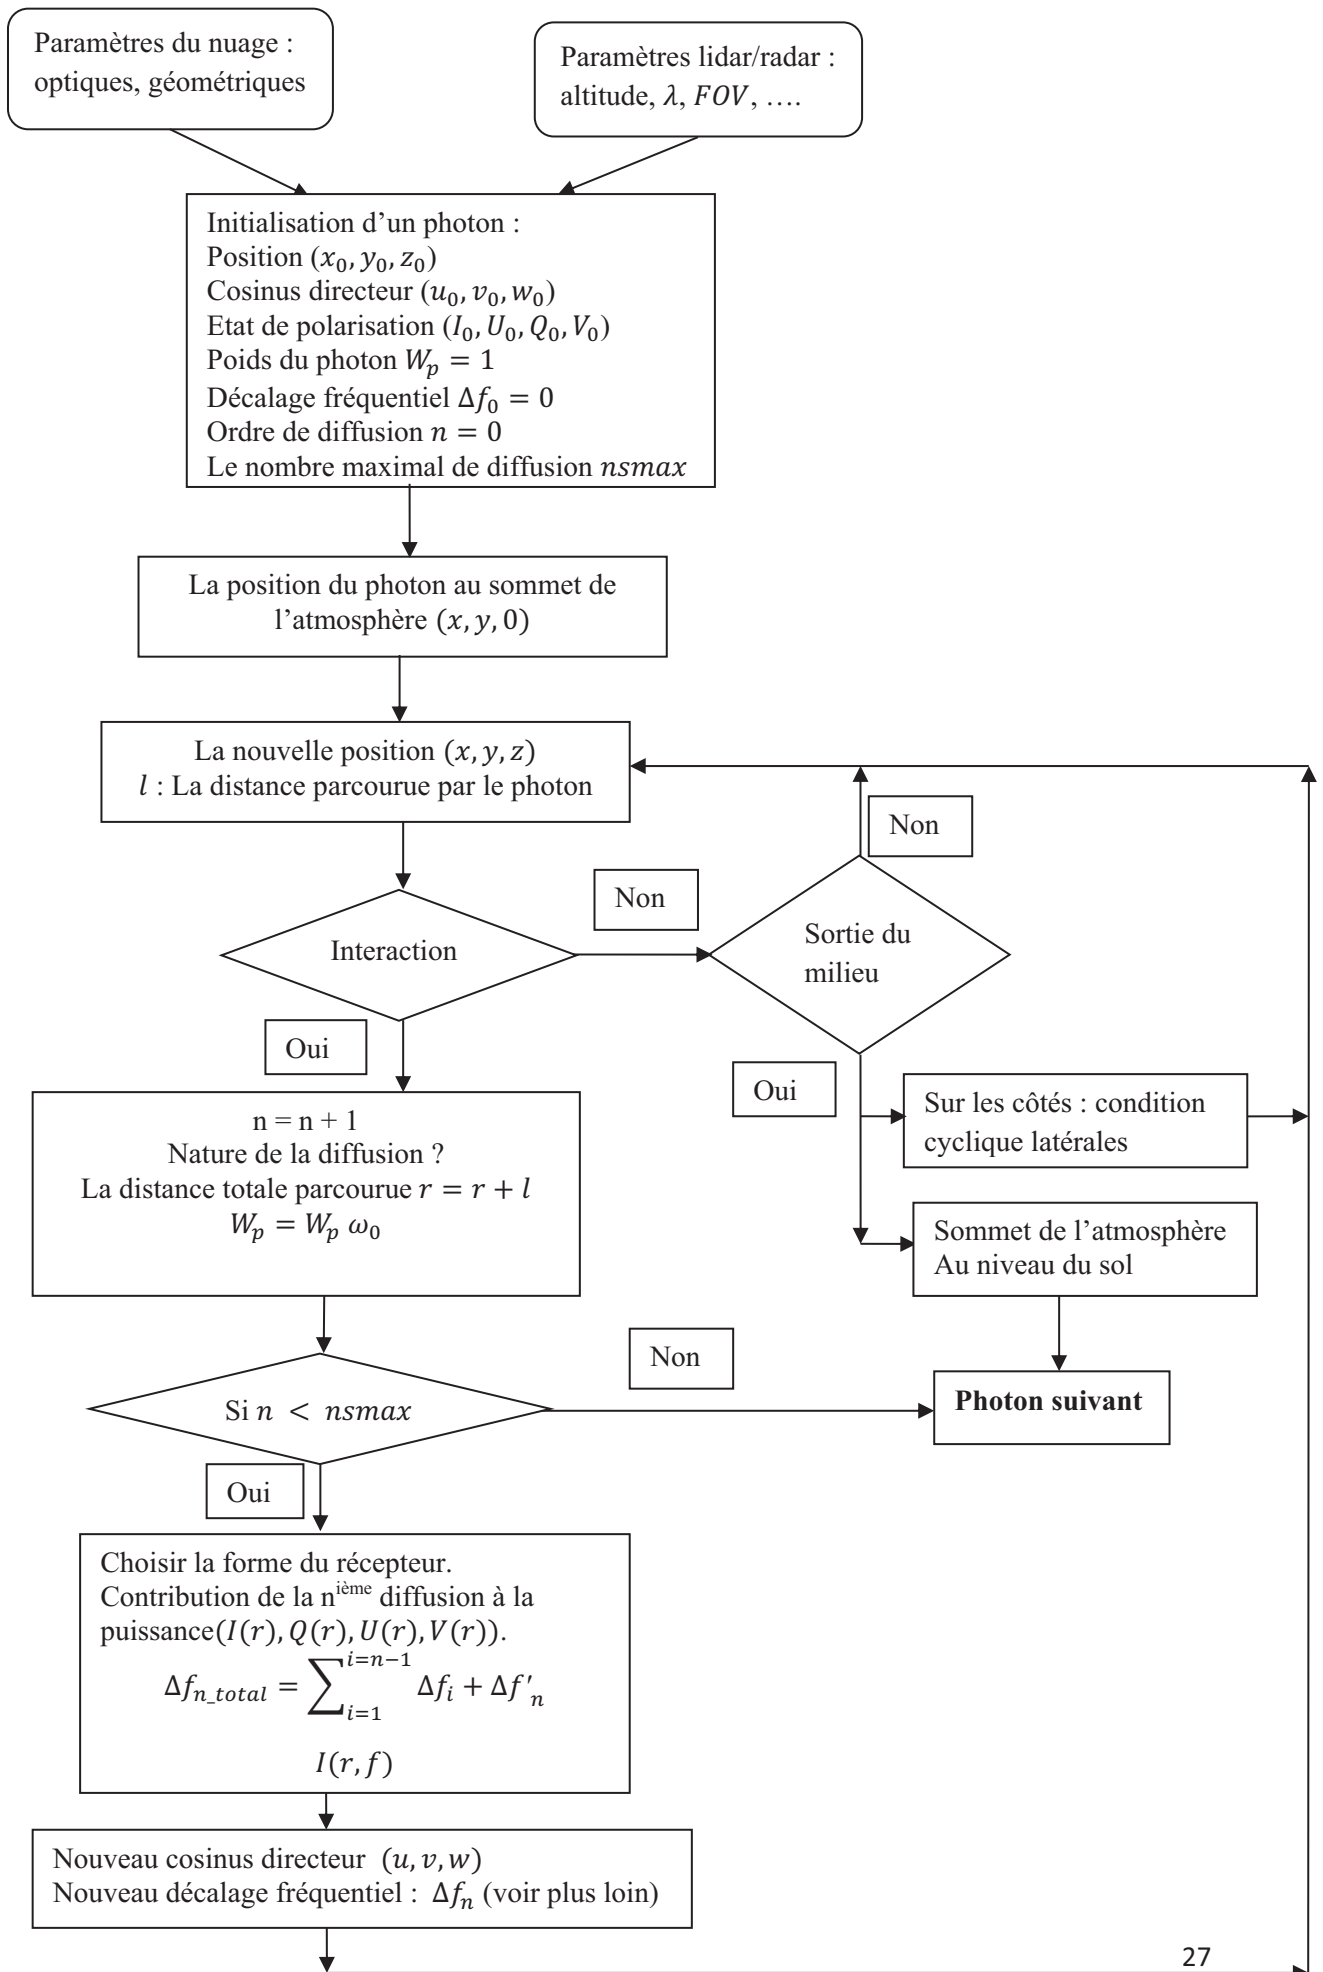 Paramètres du nuage :
optiques, géométriques
Paramètres lidar/radar :
altitude, λ, FOV, ….
Initialisation d’un photon :
Position (x₀, y₀, z₀)
Cosinus directeur (u₀, v₀, w₀)
Etat de polarisation (I₀, U₀, Q₀, V₀)
Poids du photon Wₚ = 1
Décalage fréquentiel Δf₀ = 0
Ordre de diffusion n = 0
Le nombre maximal de diffusion nsmax
La position du photon au sommet de
l’atmosphère (x, y, 0)
La nouvelle position (x, y, z)
l : La distance parcourue par le photon
Non
Non
Interaction
Sortie du
milieu
Oui
Oui
Sur les côtés : condition
cyclique latérales
n = n + 1
Nature de la diffusion ?
La distance totale parcourue r = r + l
Wₚ = Wₚ ω₀
Sommet de l’atmosphère
Au niveau du sol
Non
Si n < nsmax
Photon suivant
Oui
Choisir la forme du récepteur.
Contribution de la nⁱᵉ̀ᵐᵉ diffusion à la
puissance(I(r), Q(r), U(r), V(r)).
Δfₙ_total = ∑ᵢ₌₁ⁱ⁼ⁿ⁻¹ Δfᵢ + Δf′ₙ
I(r, f)
Nouveau cosinus directeur (u, v, w)
Nouveau décalage fréquentiel : Δfₙ (voir plus loin)
27